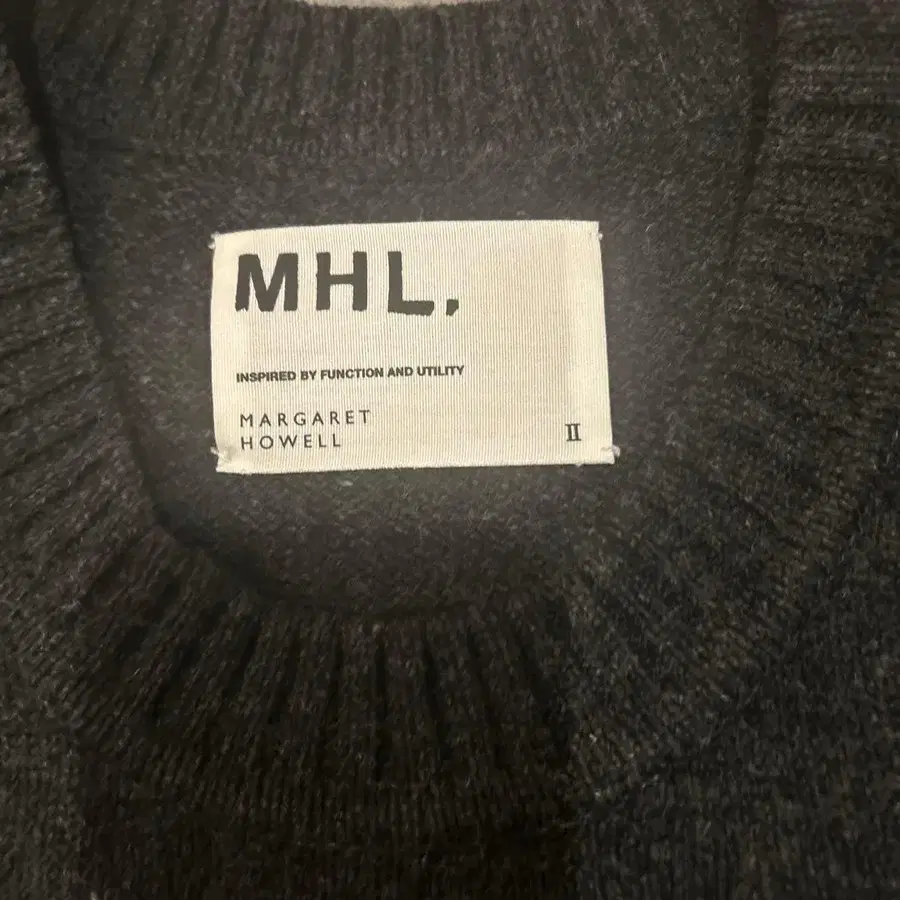 MHL.
INSPIRED BY FUNCTION AND UTILITY
MARGARET
HOWELL
II